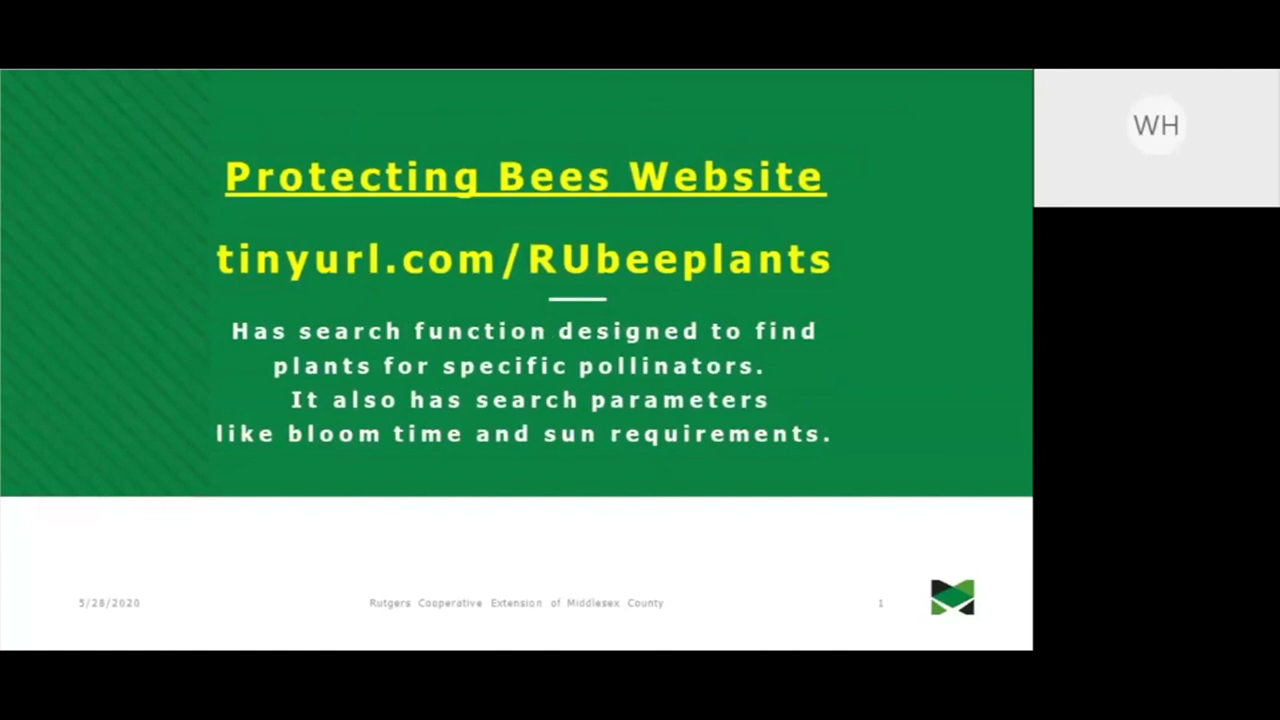 Protecting Bees Website
tinyurl.com/RUbeeplants
Has search function designed to find
plants for specific pollinators.
It also has search parameters
like bloom time and sun requirements.
5/28/2020
Rutgers Cooperative Extension of Middlesex County
1
WH